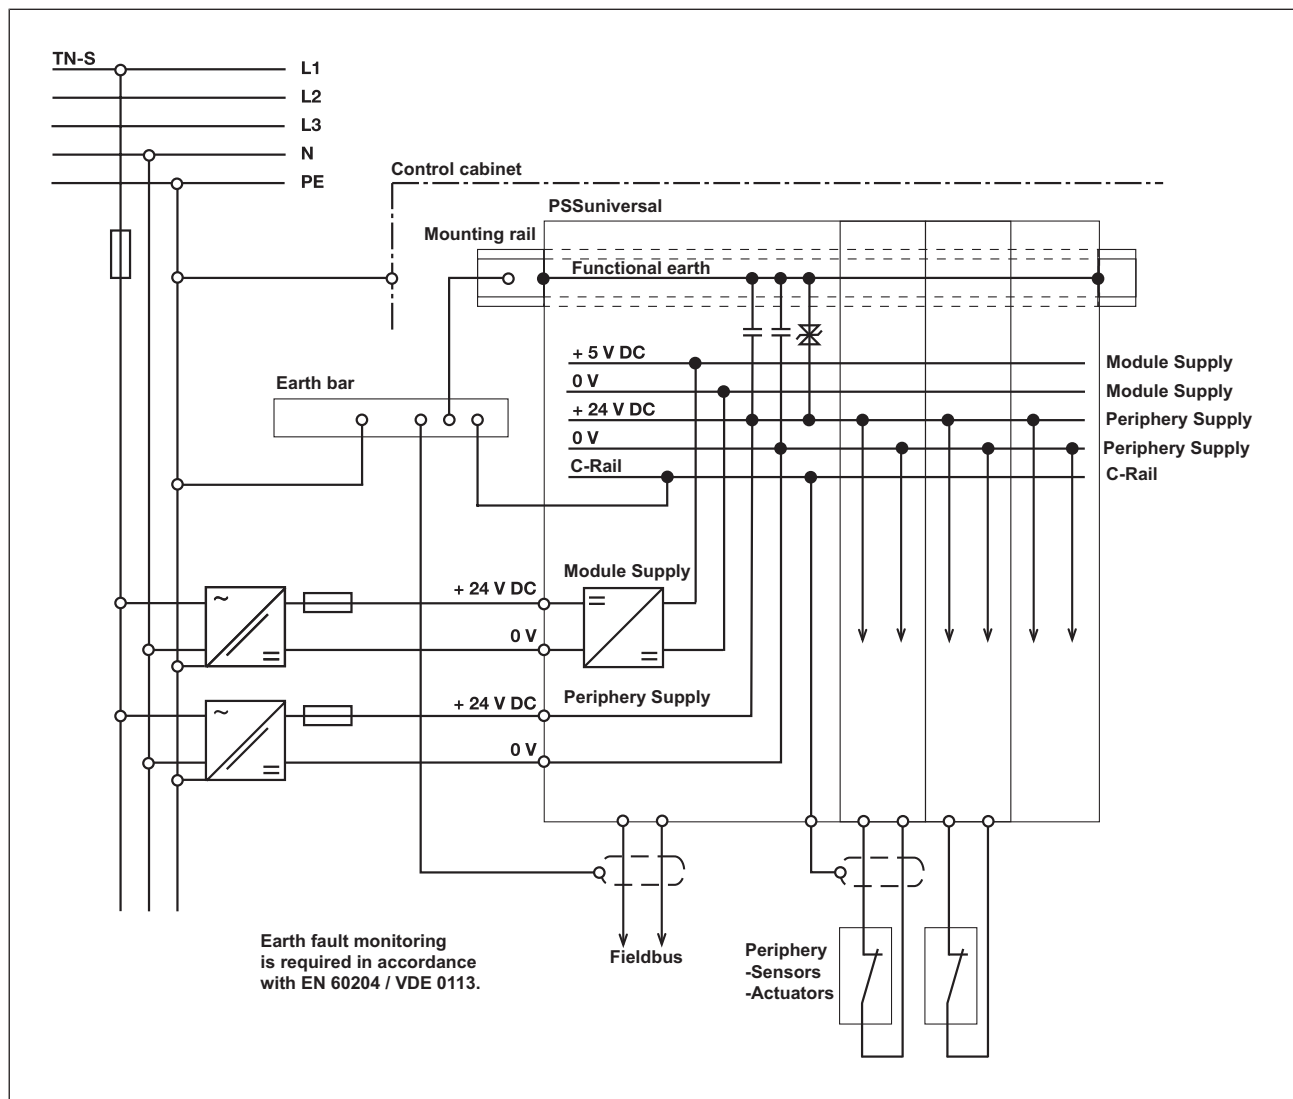 TN-S
L1
L2
L3
N
PE
Control cabinet
PSSuniversal
Mounting rail
Functional earth
+ 5 V DC
Module Supply
0 V
Module Supply
Earth bar
+ 24 V DC
Periphery Supply
0 V
Periphery Supply
C-Rail
C-Rail
Module Supply
+ 24 V DC
0 V
Periphery Supply
+ 24 V DC
0 V
Earth fault monitoring
is required in accordance
with EN 60204 / VDE 0113.
Fieldbus
Periphery
-Sensors
-Actuators